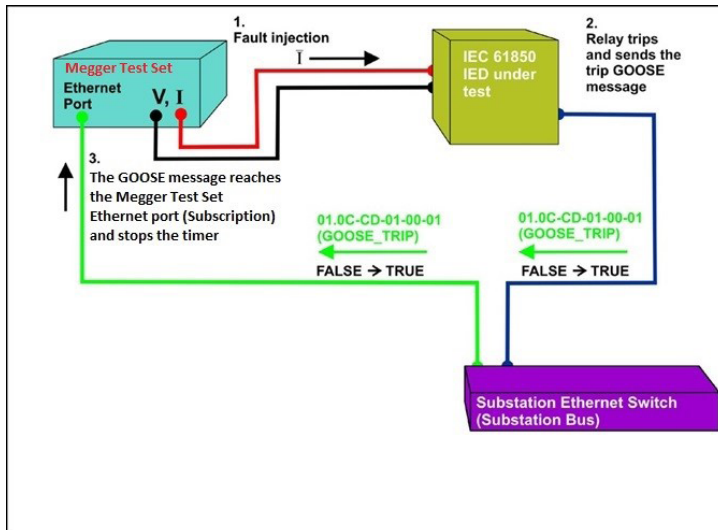 1.
Fault injection
I
2.
Relay trips
and sends the
trip GOOSE
message
Megger Test Set
Ethernet
Port
V, I
IEC 61850
IED under
test
3.
The GOOSE message reaches
the Megger Test Set
Ethernet port (Subscription)
and stops the timer
01.0C-CD-01-00-01
(GOOSE_TRIP)
FALSE → TRUE
01.0C-CD-01-00-01
(GOOSE_TRIP)
FALSE → TRUE
Substation Ethernet Switch
(Substation Bus)